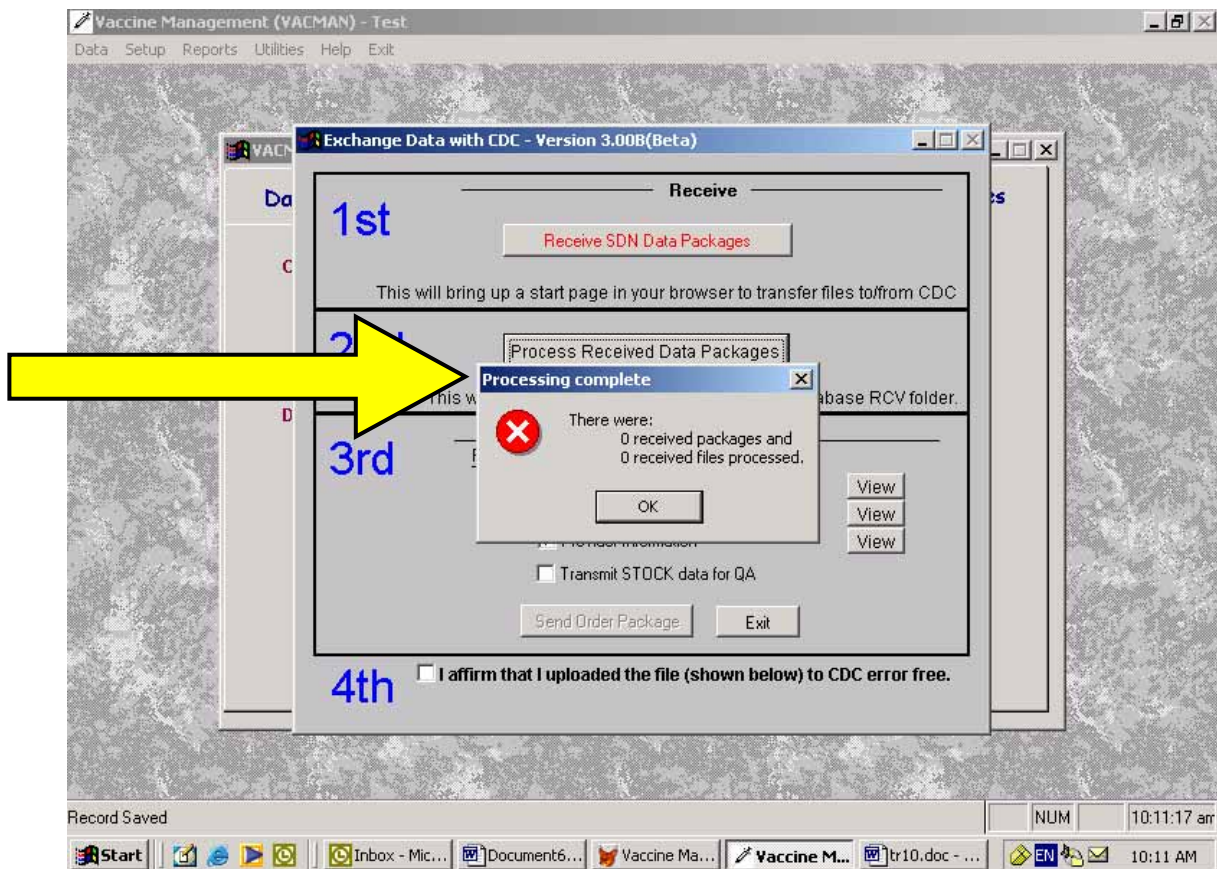 Vaccine Management (VACMAN) - Test
Data Setup Reports Utilities Help Exit
VACM
Exchange Data with CDC - Version 3.00B(Beta)
Receive
1st
Receive SDN Data Packages
This will bring up a start page in your browser to transfer files to/from CDC
Process Received Data Packages
Processing complete
This w
abase RCV folder.
There were:
0 received packages and
0 received files processed.
OK
3rd
View
View
View
Provider Information
Transmit STOCK data for QA
Send Order Package Exit
4th
I affirm that I uploaded the file (shown below) to CDC error free.
Record Saved NUM 10:11:17 am
Start Inbox - Mic... Document6... Vaccine Ma... Vaccine M... tr10.doc - ... EN 10:11 AM